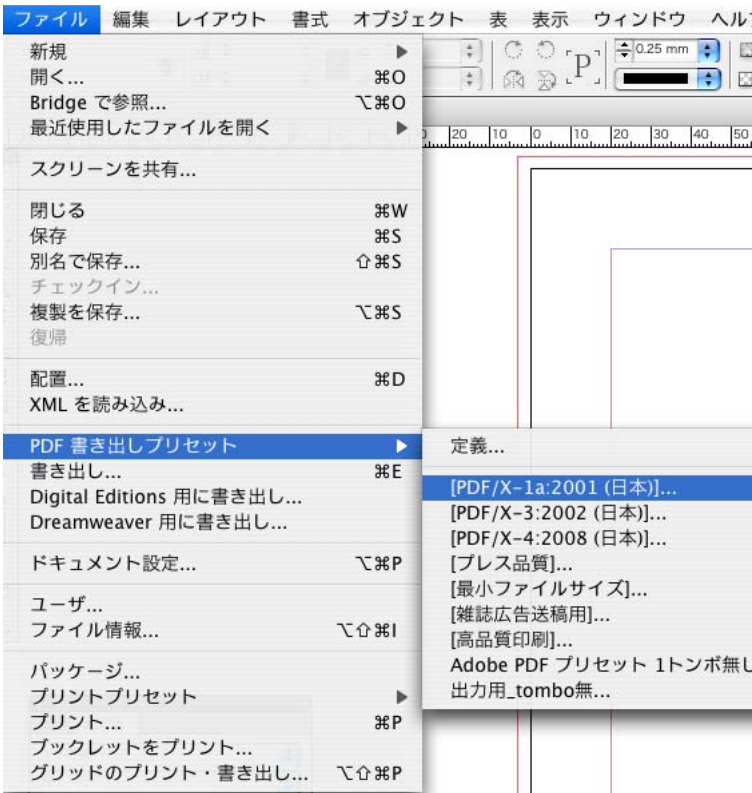 ファイル 編集 レイアウト 書式 オブジェクト 表 表示 ウィンドウ ヘル
新規
開く... ⌘O
Bridge で参照... ⌥⌘O
最近使用したファイルを開く
スクリーンを共有...
閉じる ⌘W
保存 ⌘S
別名で保存... ⇧⌘S
チェックイン...
複製を保存... ⌥⌘S
復帰
配置... ⌘D
XML を読み込み...
PDF 書き出しプリセット
書き出し... ⌘E
Digital Editions 用に書き出し...
Dreamweaver 用に書き出し...
ドキュメント設定... ⌥⌘P
ユーザ...
ファイル情報... ⌥⇧⌘I
パッケージ...
プリントプリセット
プリント... ⌘P
ブックレットをプリント...
グリッドのプリント・書き出し... ⌥⇧⌘P
P 0.25 mm
20 10 0 10 20 30 40 50
定義...
[PDF/X-1a:2001 (日本)]...
[PDF/X-3:2002 (日本)]...
[PDF/X-4:2008 (日本)]...
[プレス品質]...
[最小ファイルサイズ]...
[雑誌広告送稿用]...
[高品質印刷]...
Adobe PDF プリセット 1トンボ無し
出力用_tombo無...